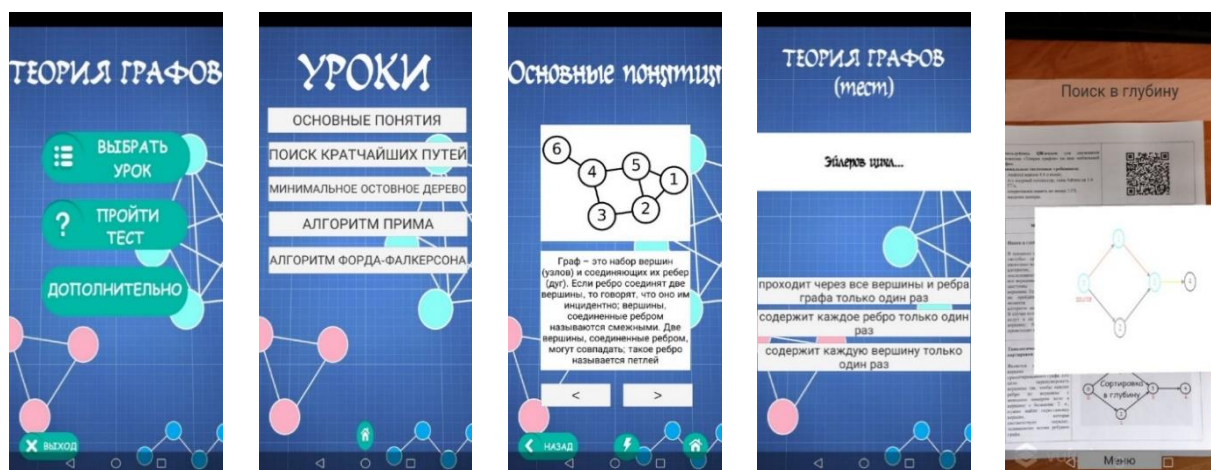 ТЕОРИЯ ГРАФОВ
ВЫБРАТЬ
УРОК
?
ПРОЙТИ
ТЕСТ
ДОПОЛНИТЕЛЬНО
ВЫХОД
УРОКИ
ОСНОВНЫЕ ПОНЯТИЯ
ПОИСК КРАТЧАЙШИХ ПУТЕЙ
МИНИМАЛЬНОЕ ОСТОВНОЕ ДЕРЕВО
АЛГОРИТМ ПРИМА
АЛГОРИТМ ФОРДА-ФАЛКЕРСОНА
Основные понятия
6
4
5
1
3
2
Граф – это набор вершин
(узлов) и соединяющих их ребер
(дуг). Если ребро соединят две
вершины, то говорят, что оно им
инцидентно; вершины,
соединенные ребром
называются смежными. Две
вершины, соединенные ребром,
могут совпадать; такое ребро
называется петлей
< >
НАЗАД
ТЕОРИЯ ГРАФОВ
(тест)
Эйлеров цикл...
проходит через все вершины и ребра
графа только один раз
содержит каждое ребро только один
раз
содержит каждую вершину только
один раз
Поиск в глубину
Сортировка
в глубину
Меню